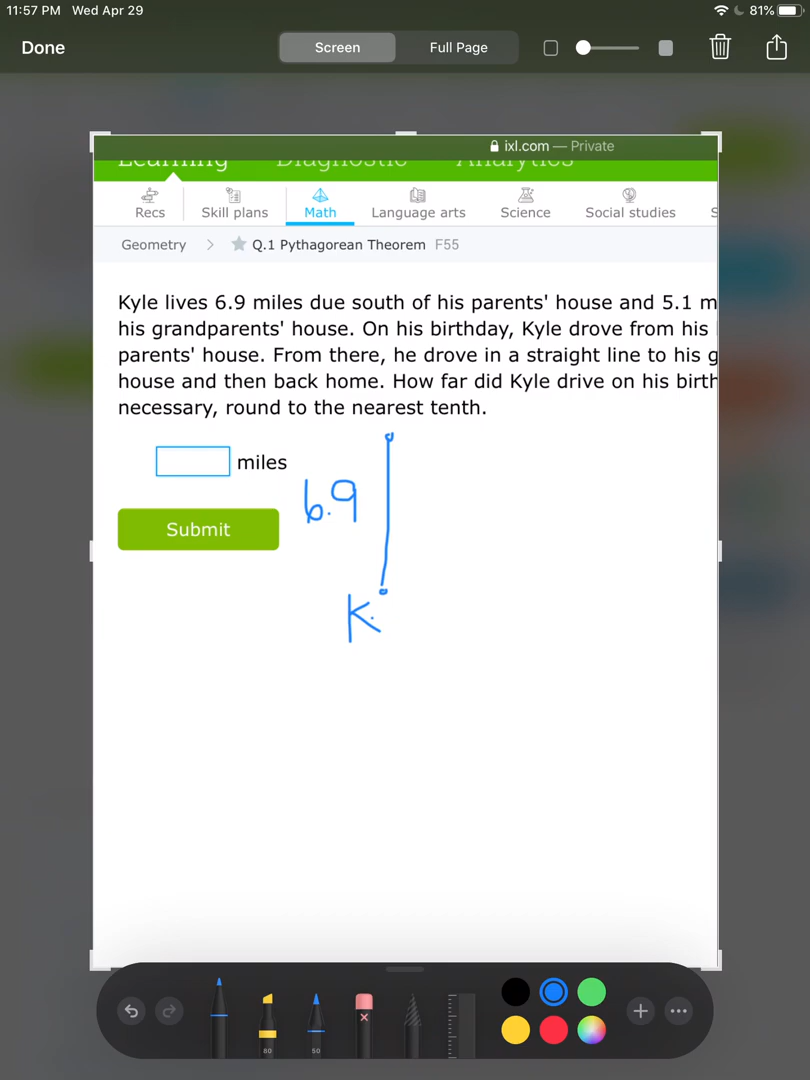 11:57 PM Wed Apr 29 81%
Done Screen Full Page
ixl.com — Private
Learning Diagnostic Analytics
Recs Skill plans Math Language arts Science Social studies S
Geometry > Q.1 Pythagorean Theorem F55
Kyle lives 6.9 miles due south of his parents' house and 5.1 m
his grandparents' house. On his birthday, Kyle drove from his
parents' house. From there, he drove in a straight line to his g
house and then back home. How far did Kyle drive on his birth
necessary, round to the nearest tenth.
miles
6.9
Submit
K.
80 50